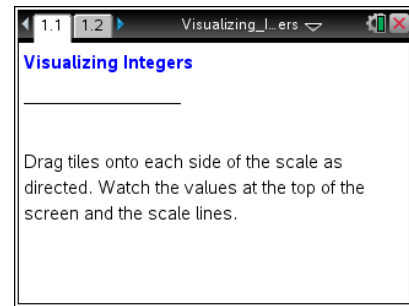 1.1 1.2 Visualizing_I...ers
Visualizing Integers
Drag tiles onto each side of the scale as
directed. Watch the values at the top of the
screen and the scale lines.